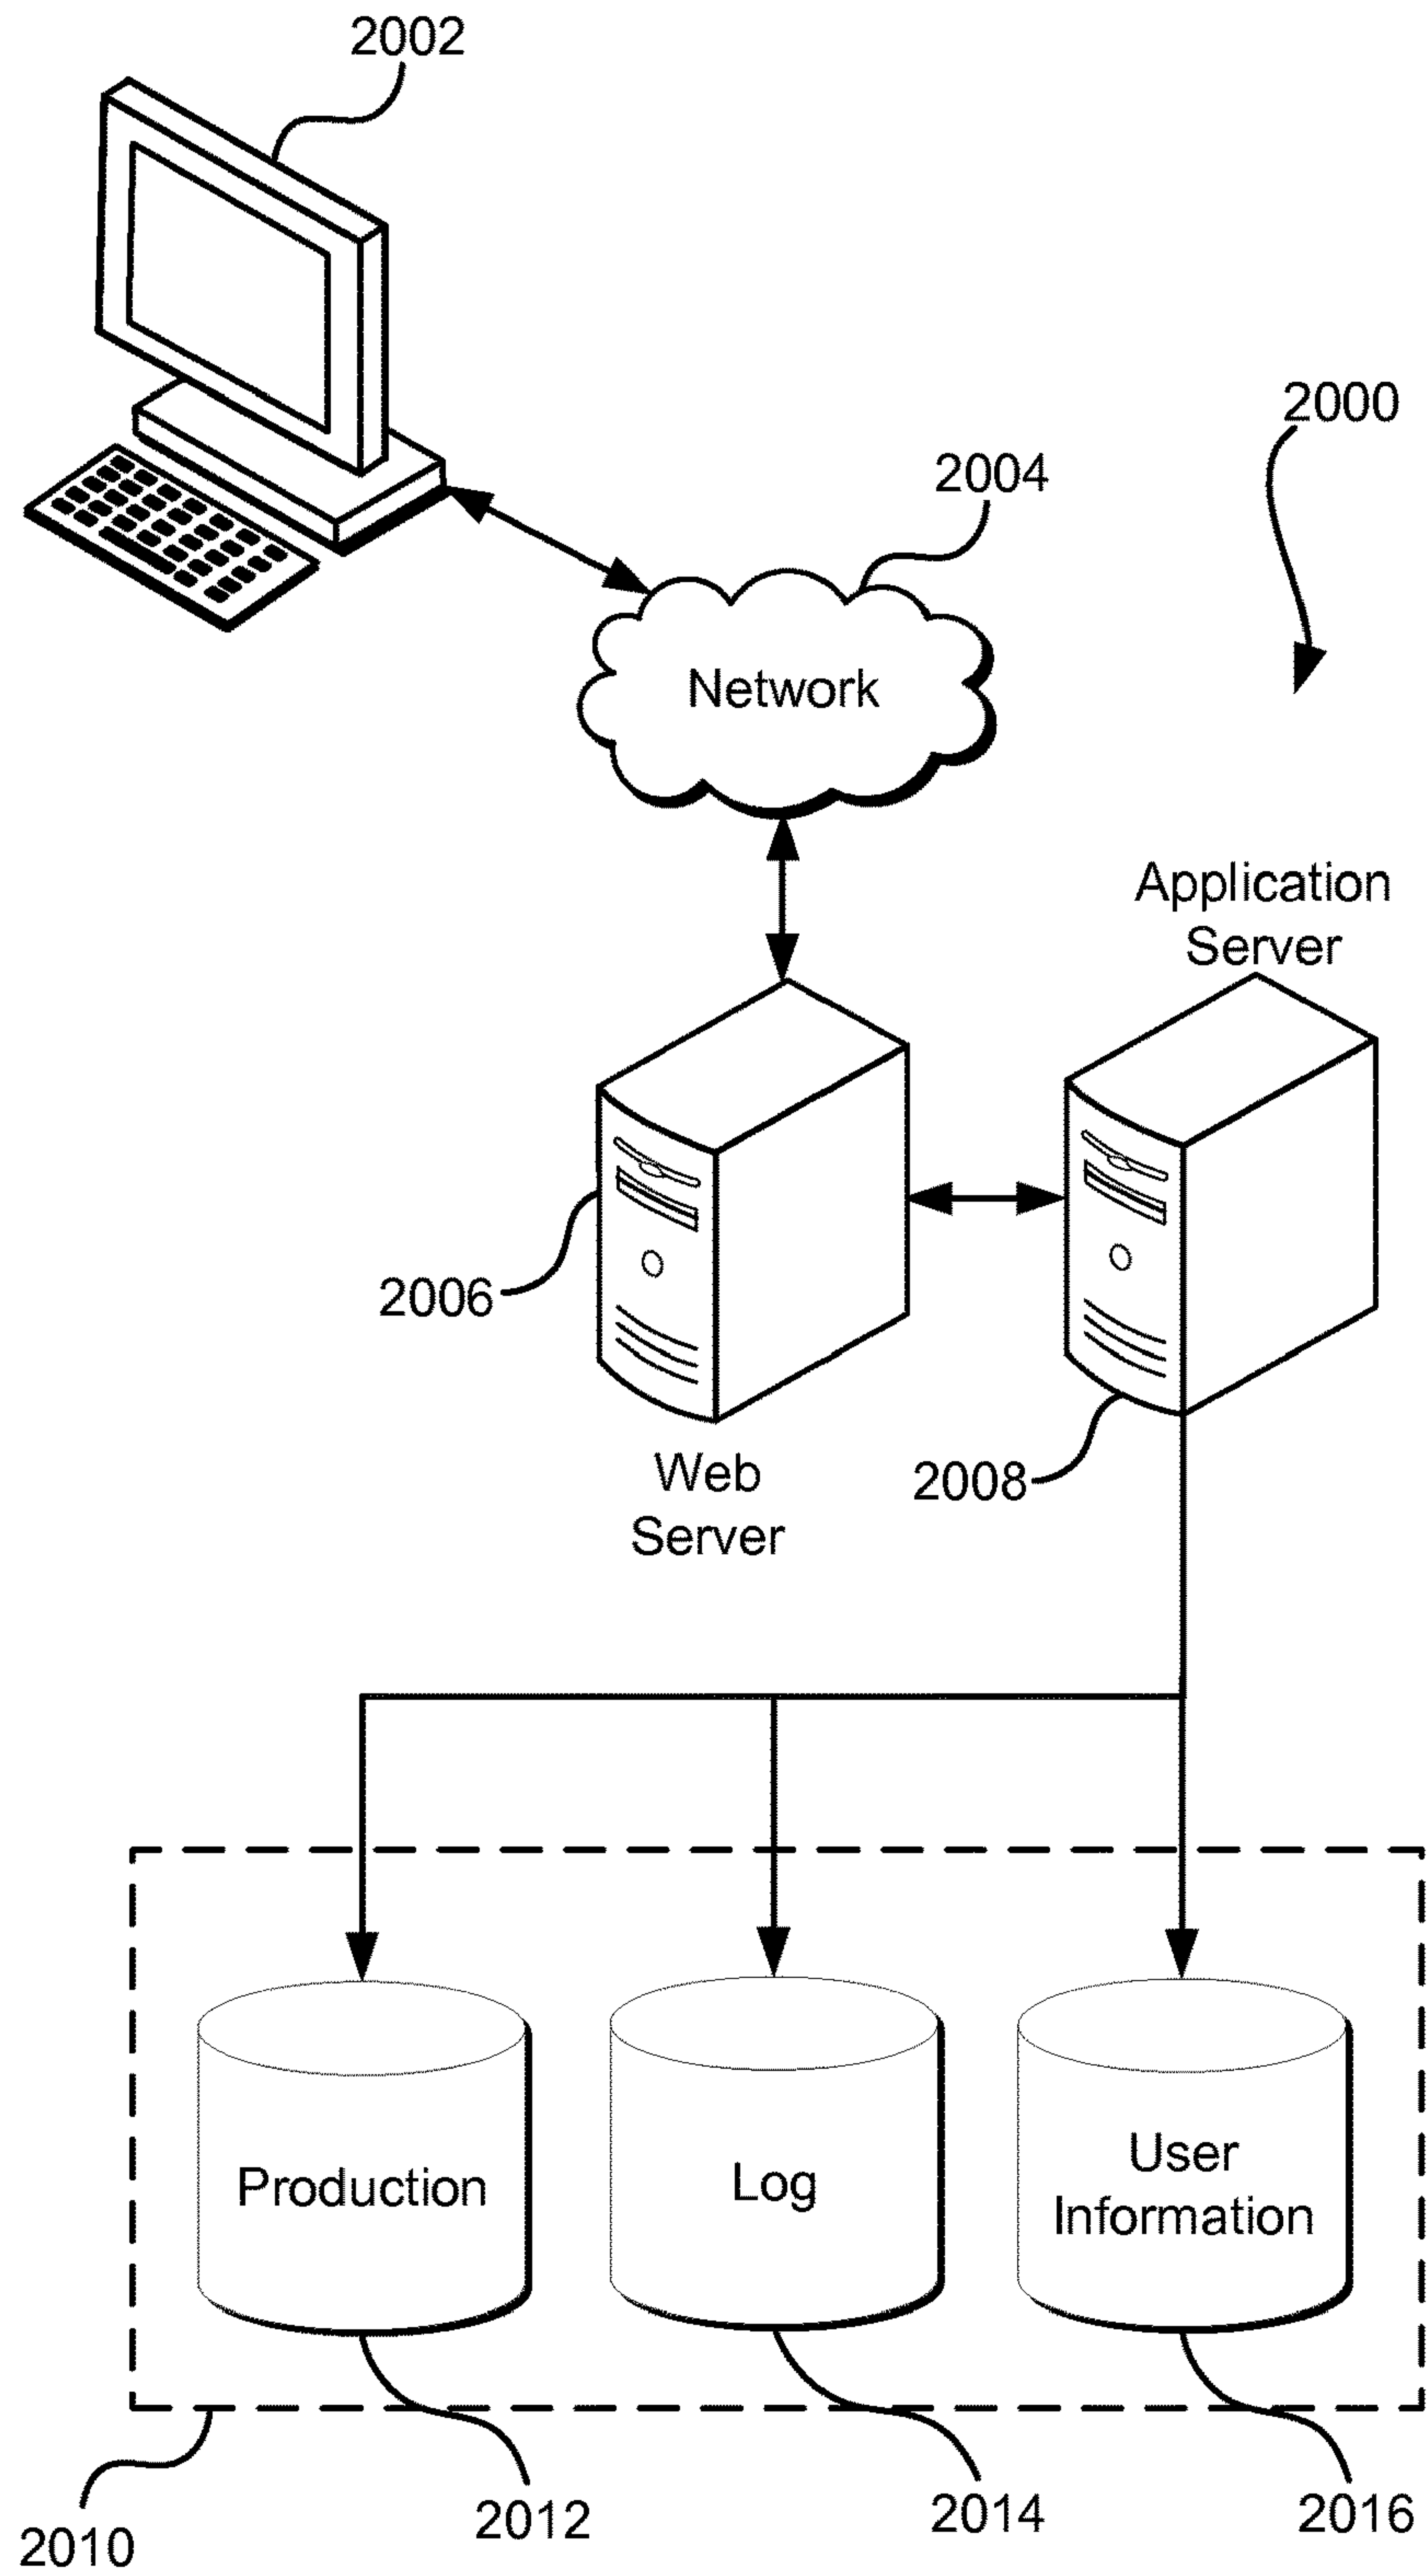 2002
2000
2004
Network
Application
Server
2006
Web
Server
2008
Production
Log
User
Information
2010
2012
2014
2016